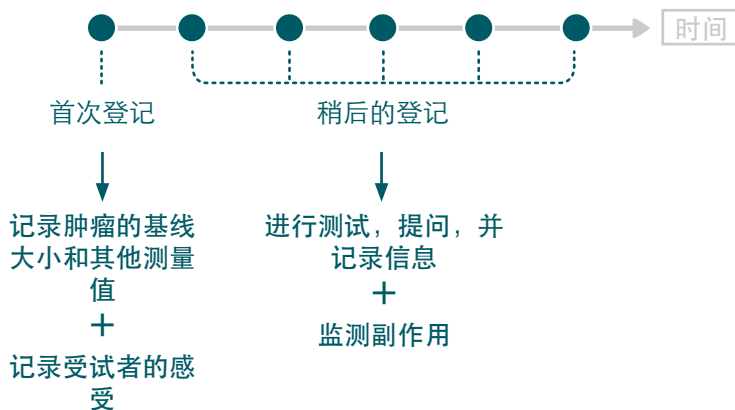 时间
首次登记
稍后的登记
记录肿瘤的基线
大小和其他测量
值
+
记录受试者的感
受
进行测试，提问，并
记录信息
+
监测副作用